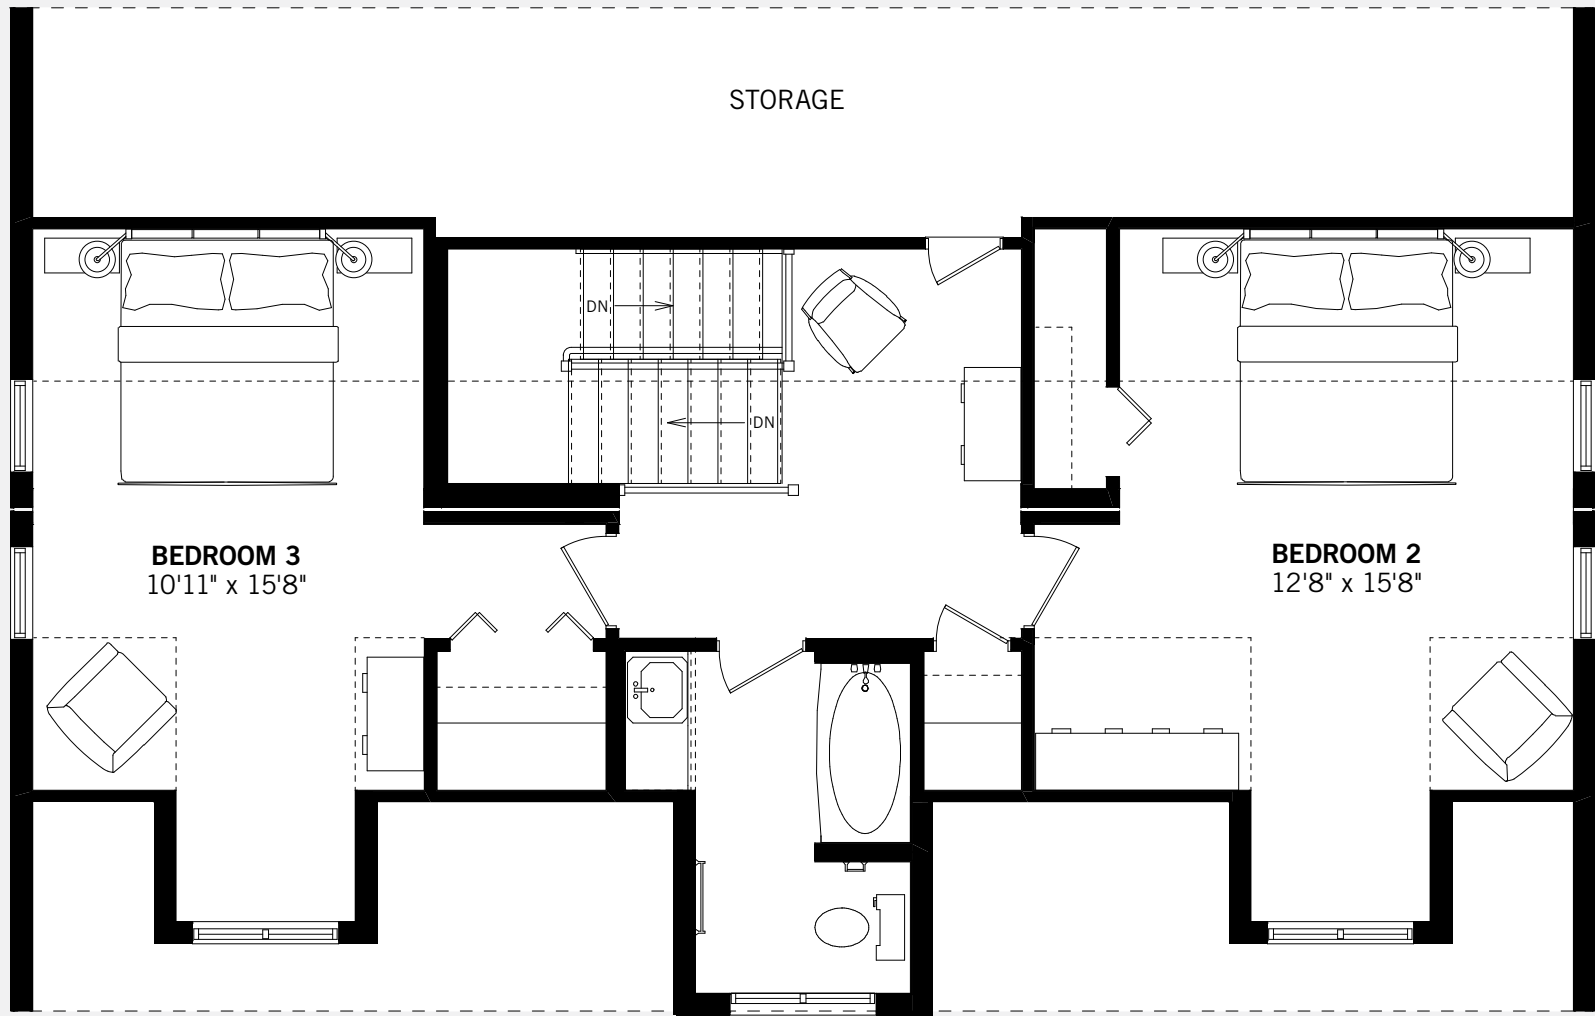 STORAGE
DN
DN
BEDROOM 3
10'11" x 15'8"
BEDROOM 2
12'8" x 15'8"